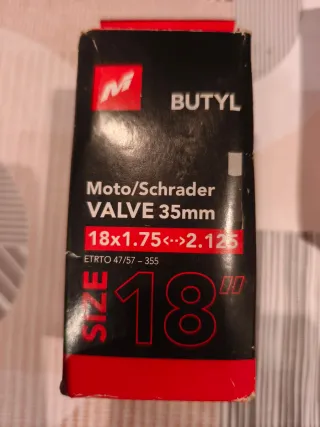 M
BUTYL
Moto/Schrader
VALVE 35mm
18x1.75<-->2.125
ETRTO 47/57 – 355
SIZE 18"